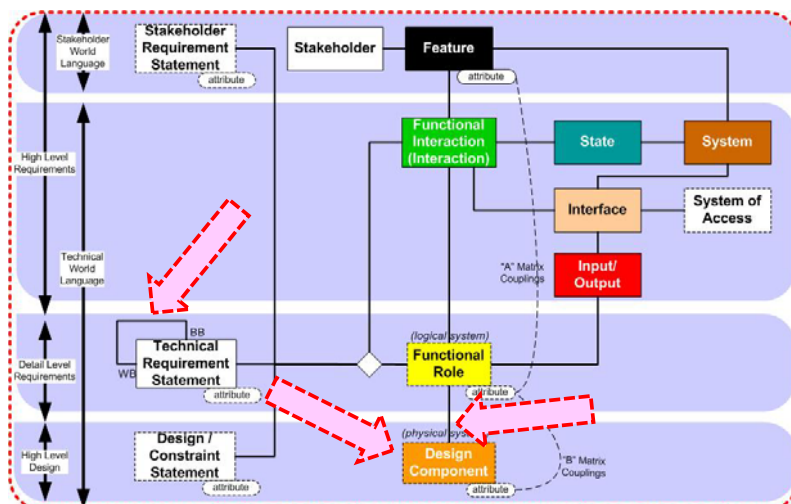 Stakeholder
World
Language
Stakeholder
Requirement
Statement
attribute
Stakeholder
Feature
attribute
High Level
Requirements
Functional
Interaction
(Interaction)
State
System
Interface
System of
Access
Technical
World
Language
"A" Matrix
Couplings
Input/
Output
Detail Level
Requirements
BB
WB
Technical
Requirement
Statement
attribute
(logical system)
Functional
Role
attribute
High Level
Design
Design /
Constraint
Statement
attribute
(physical
Design
Component
attribute
"B" Matrix
Couplings